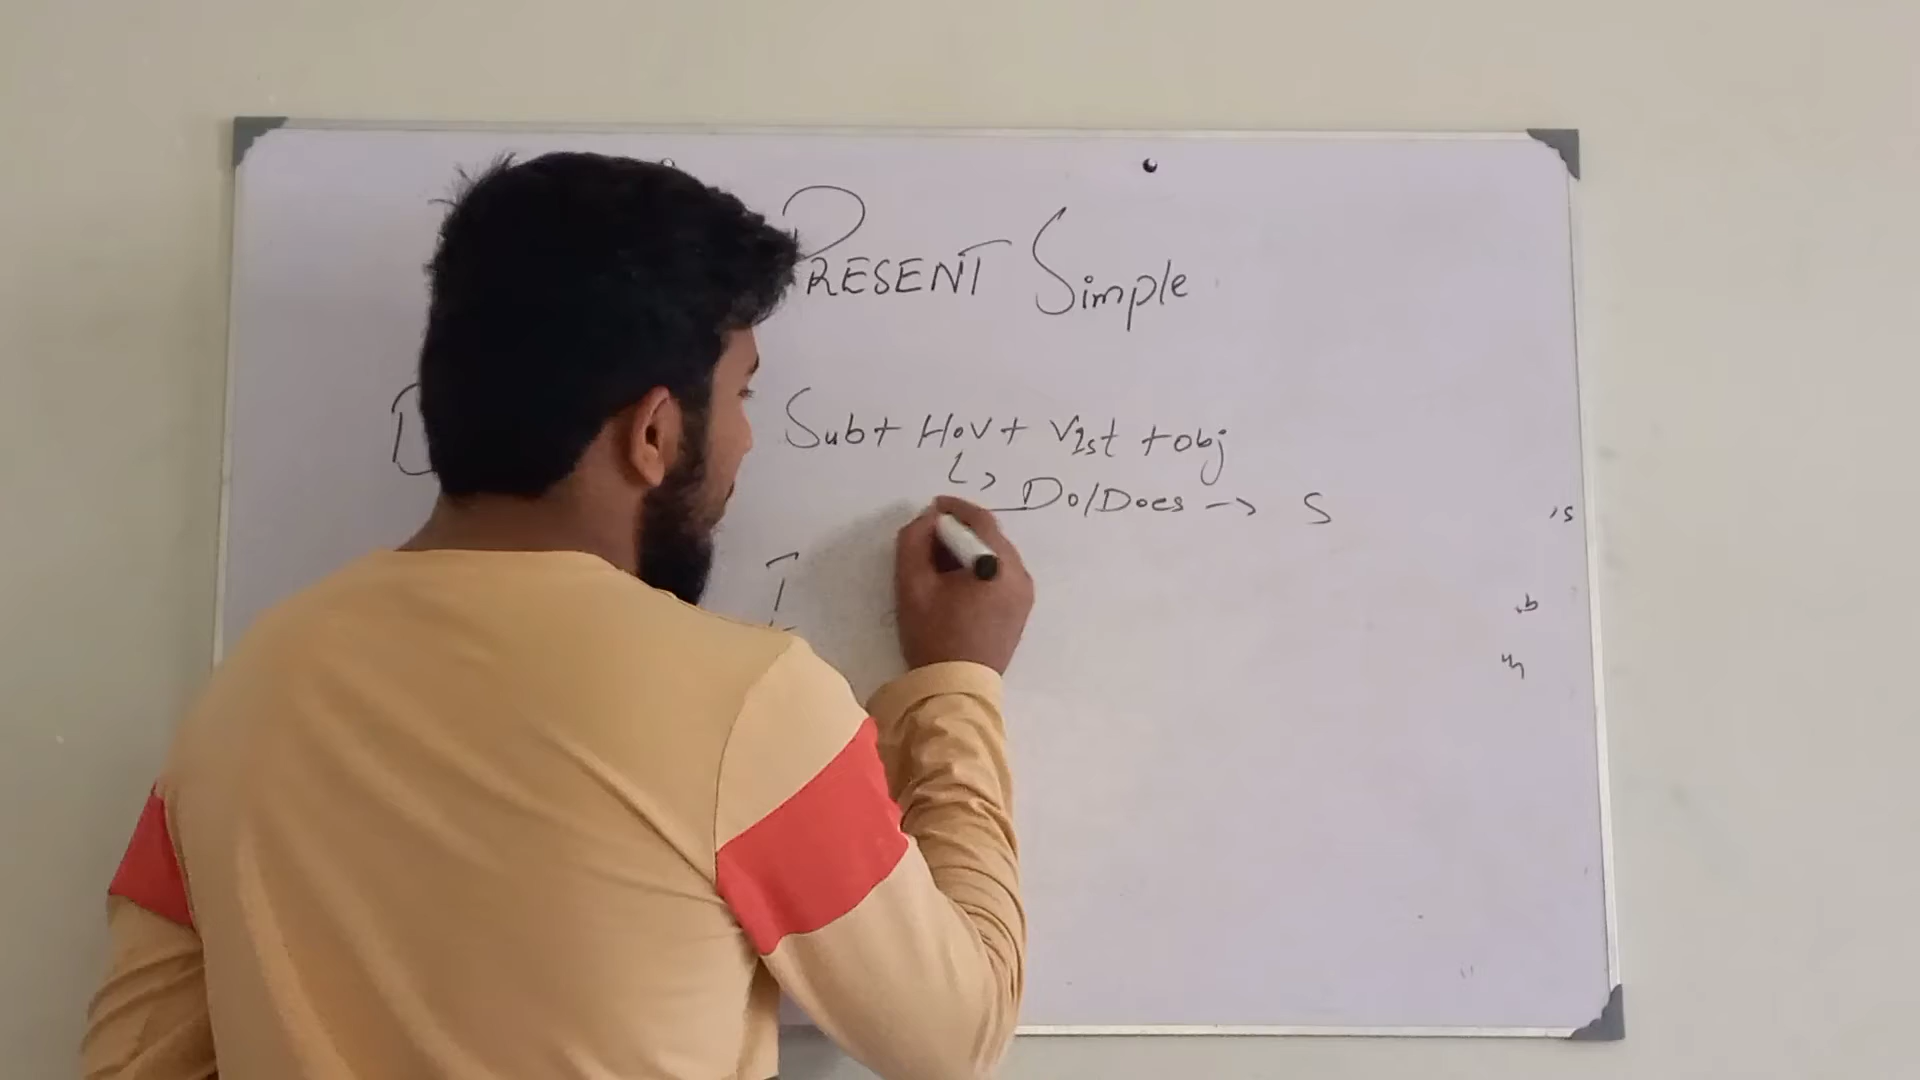 PRESENT Simple
Sub+ HoV + V1st + obj
↳ Do/Does → S
I